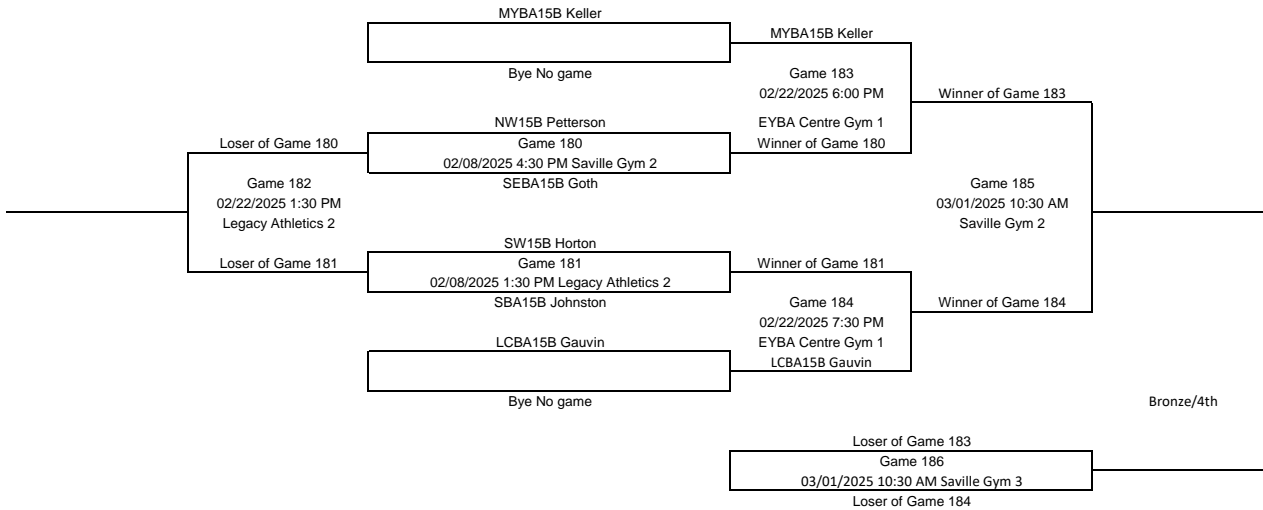 MYBA15B Keller
MYBA15B Keller
Bye No game
Game 183
02/22/2025 6:00 PM
Winner of Game 183
NW15B Petterson
EYBA Centre Gym 1
Loser of Game 180
Game 180
Winner of Game 180
02/08/2025 4:30 PM Saville Gym 2
Game 182
SEBA15B Goth
Game 185
02/22/2025 1:30 PM
03/01/2025 10:30 AM
Legacy Athletics 2
Saville Gym 2
SW15B Horton
Loser of Game 181
Game 181
Winner of Game 181
02/08/2025 1:30 PM Legacy Athletics 2
SBA15B Johnston
Game 184
Winner of Game 184
02/22/2025 7:30 PM
LCBA15B Gauvin
EYBA Centre Gym 1
LCBA15B Gauvin
Bye No game
Bronze/4th
Loser of Game 183
Game 186
03/01/2025 10:30 AM Saville Gym 3
Loser of Game 184